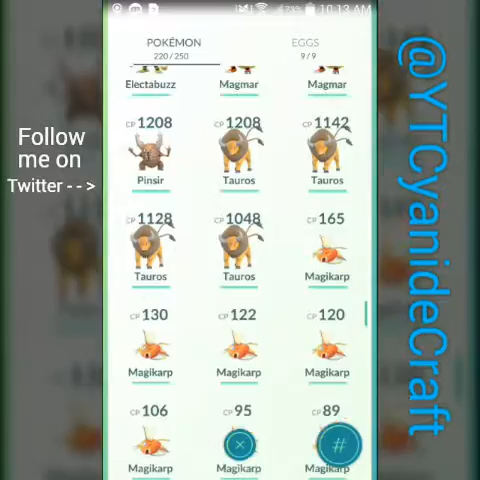 73% 10:13 AM
POKÉMON EGGS
220 / 250 9 / 9
Electabuzz Magmar Magmar
CP 1208 CP 1208 CP 1142
Pinsir Tauros Tauros
CP 1128 CP 1048 CP 165
Tauros Tauros Magikarp
CP 130 CP 122 CP 120
Magikarp Magikarp Magikarp
CP 106 CP 95 CP 89
Magikarp Magikarp Magikarp
#
Follow
me on
Twitter - - >
@YTCyanideCraft